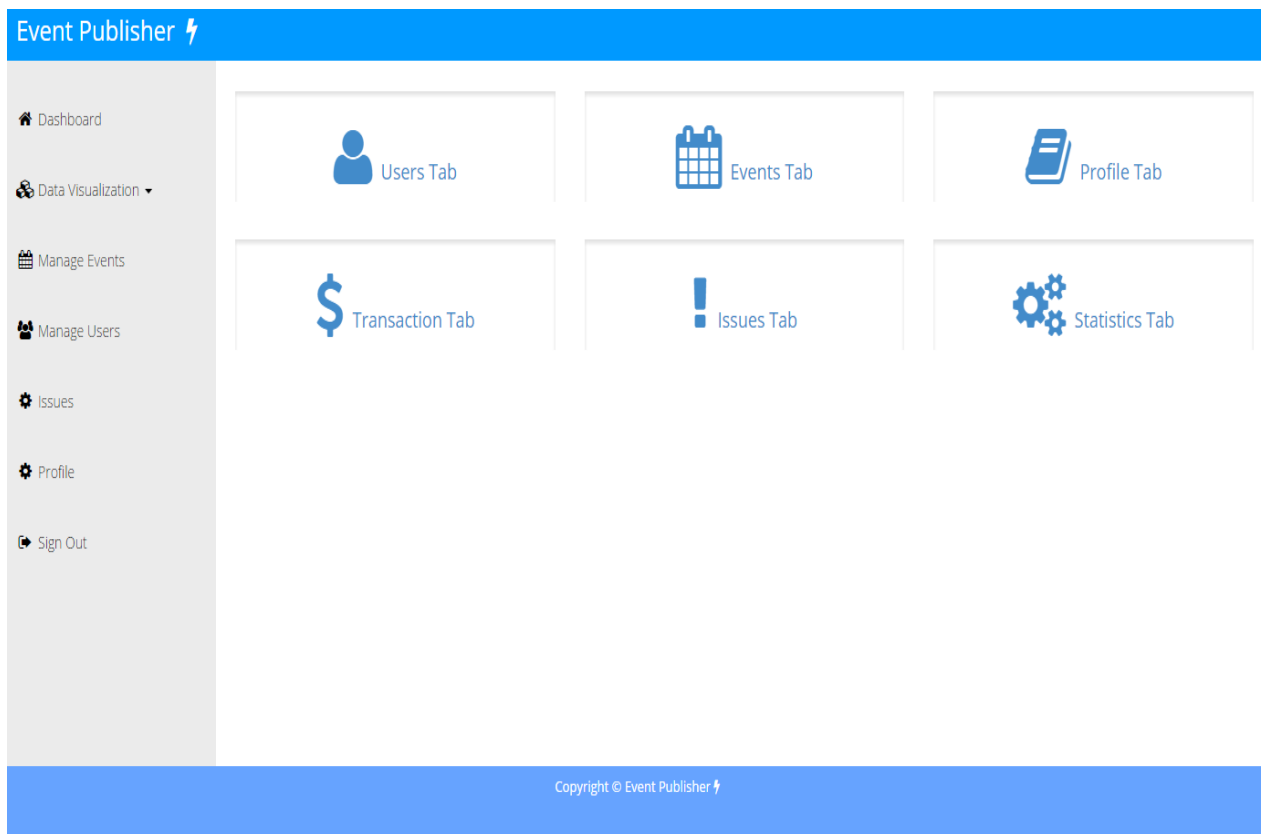 Event Publisher
Dashboard
Data Visualization
Manage Events
Manage Users
Issues
Profile
Sign Out
Users Tab
Events Tab
Profile Tab
Transaction Tab
Issues Tab
Statistics Tab
Copyright © Event Publisher